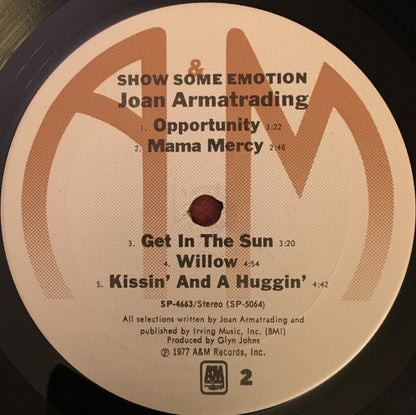 A&M
SHOW SOME EMOTION
Joan Armatrading
1. Opportunity 3:22
2. Mama Mercy 2:48
3. Get In The Sun 3:20
4. Willow 4:54
5. Kissin' And A Huggin' 4:42
SP-4663/Stereo (SP-5064)
All selections written by Joan Armatrading and
published by Irving Music, Inc. (BMI)
Produced by Glyn Johns
℗ 1977 A&M Records, Inc.
A&M
RECORDS
2